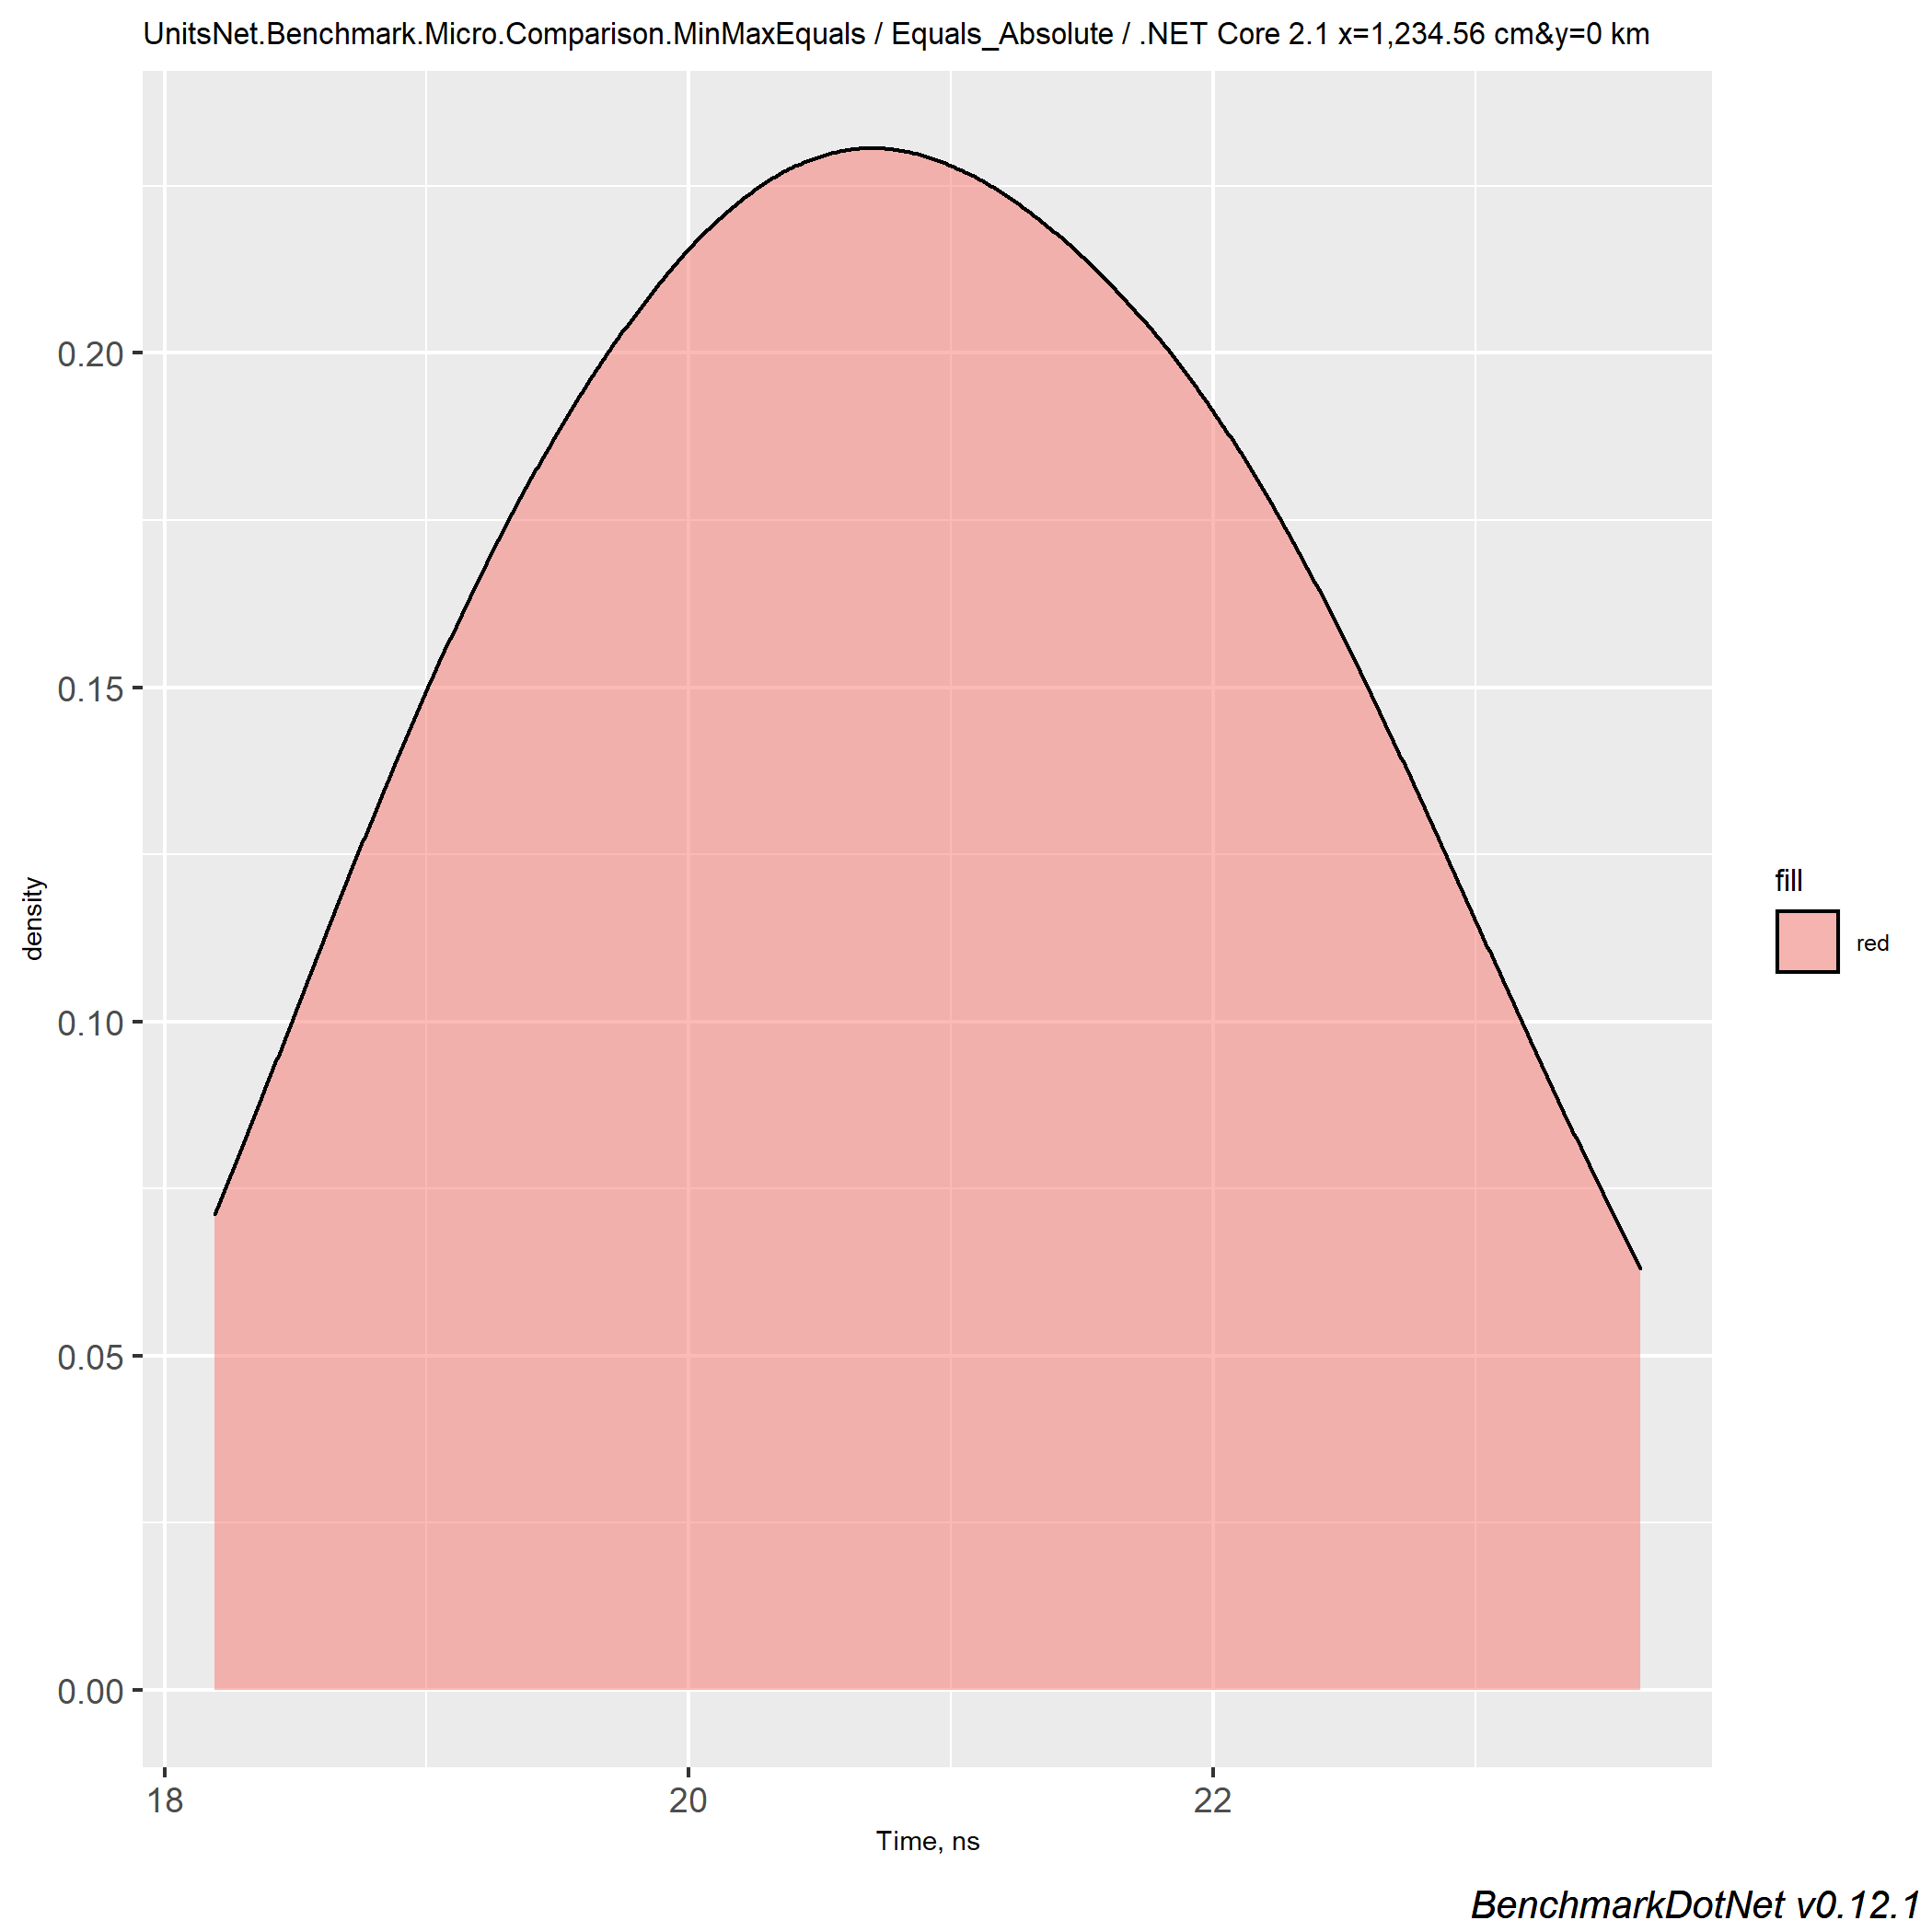 UnitsNet.Benchmark.Micro.Comparison.MinMaxEquals / Equals_Absolute / .NET Core 2.1 x=1,234.56 cm&y=0 km
0.20
0.15
0.10
0.05
0.00
density
18 20 22
Time, ns
fill
red
BenchmarkDotNet v0.12.1